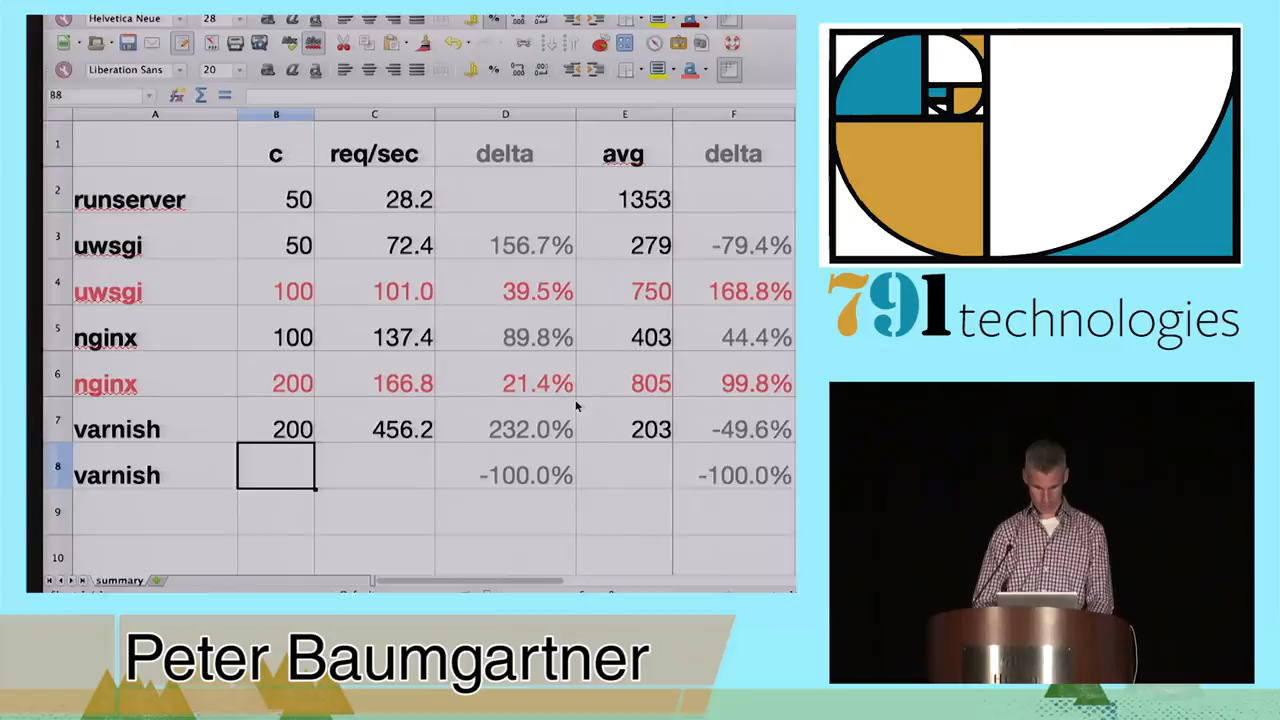 Helvetica Neue 28
Liberation Sans 20
B8
A B C D E F
1 c req/sec delta avg delta
2 runserver 50 28.2 1353
3 uwsgi 50 72.4 156.7% 279 -79.4%
4 uwsgi 100 101.0 39.5% 750 168.8%
5 nginx 100 137.4 89.8% 403 44.4%
6 nginx 200 166.8 21.4% 805 99.8%
7 varnish 200 456.2 232.0% 203 -49.6%
8 varnish -100.0% -100.0%
9
10
summary
791 technologies
Peter Baumgartner